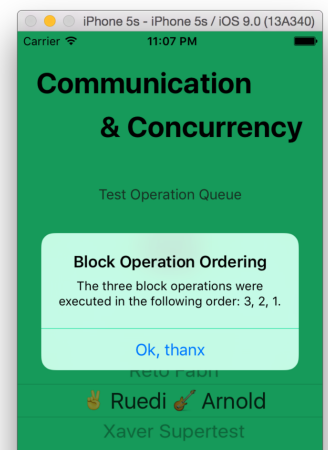 iPhone 5s - iPhone 5s / iOS 9.0 (13A340)
Carrier 11:07 PM
Communication
& Concurrency
Test Operation Queue
Block Operation Ordering
The three block operations were
executed in the following order: 3, 2, 1.
Ok, thanx
Reto Fabri
✌🏾 Ruedi 🎸 Arnold
Xaver Supertest